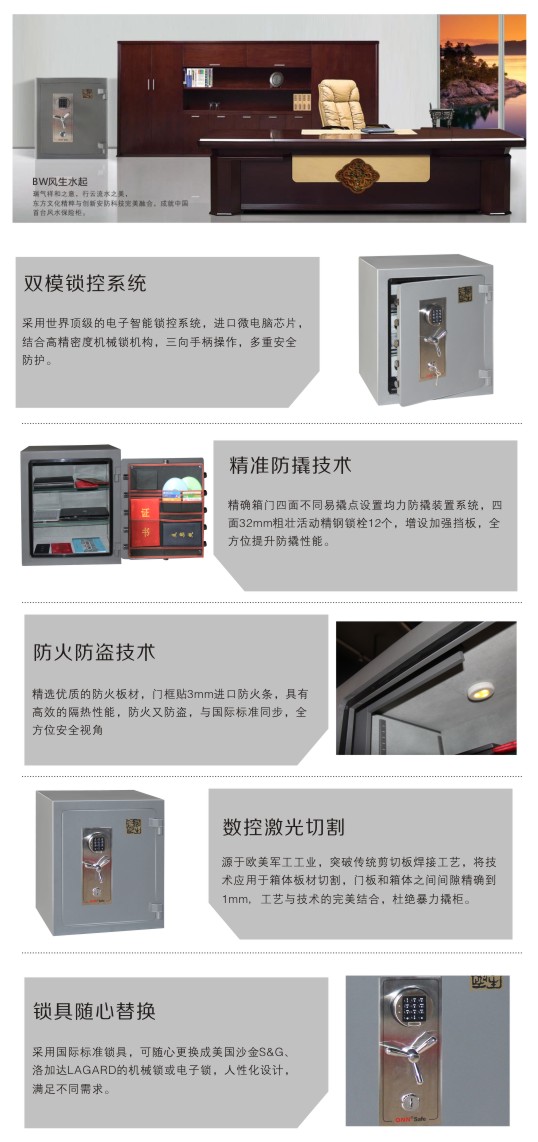 BW风生水起
瑞气祥和之意，行云流水之美，
东方文化精粹与创新安防科技完美融合，成就中国
首台风水保险柜。
双模锁控系统
采用世界顶级的电子智能锁控系统，进口微电脑芯片，
结合高精密度机械锁机构，三向手柄操作，多重安全
防护。
精准防撬技术
精确箱门四面不同易撬点设置均力防撬装置系统，四
面32mm粗壮活动精钢锁栓12个，增设加强挡板，全
方位提升防撬性能。
防火防盗技术
精选优质的防火板材，门框贴3mm进口防火条，具有
高效的隔热性能，防火又防盗，与国际标准同步，全
方位安全视角
数控激光切割
源于欧美军工工业，突破传统剪切板焊接工艺，将技
术应用于箱体板材切割，门板和箱体之间间隙精确到
1mm，工艺与技术的完美结合，杜绝暴力撬柜。
锁具随心替换
采用国际标准锁具，可随心更换成美国沙金S&G、
洛加达LAGARD的机械锁或电子锁，人性化设计，
满足不同需求。
Safe